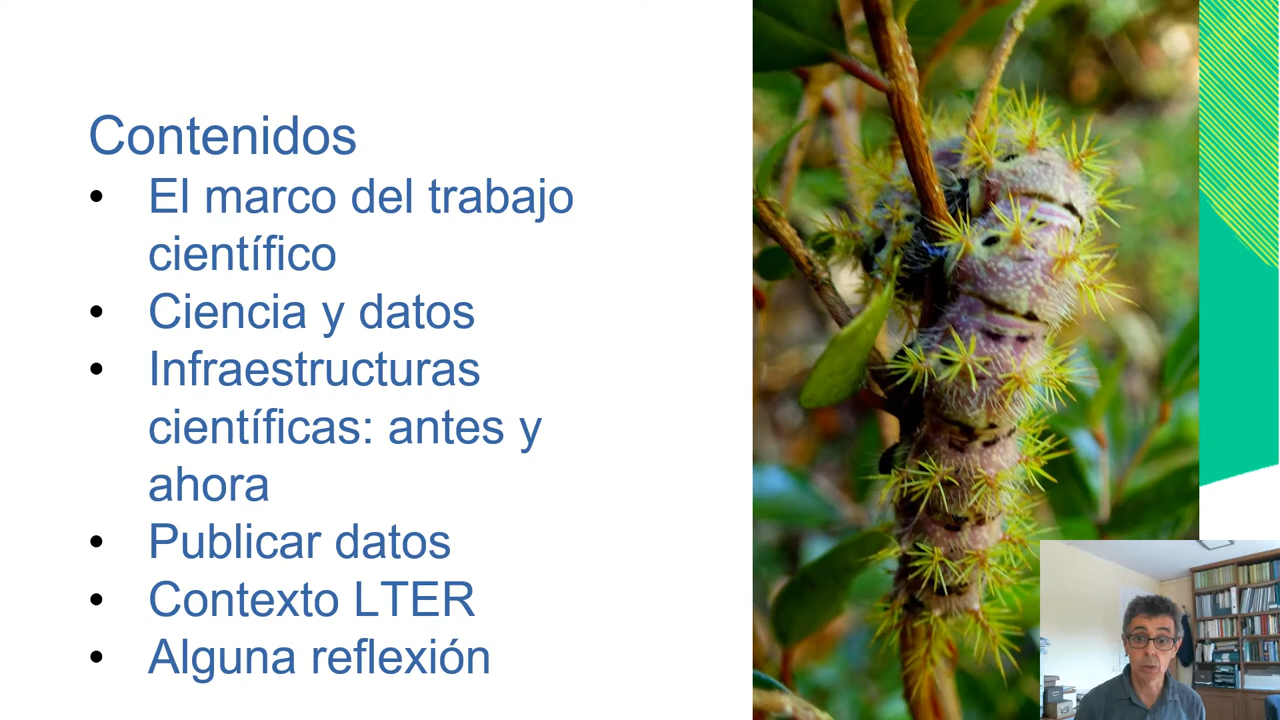 Contenidos
• El marco del trabajo
científico
• Ciencia y datos
• Infraestructuras
científicas: antes y
ahora
• Publicar datos
• Contexto LTER
• Alguna reflexión